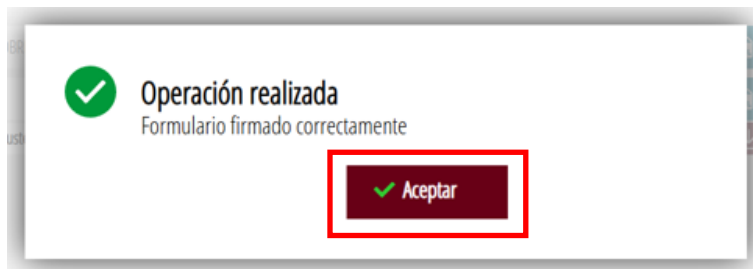 Operación realizada
Formulario firmado correctamente
Aceptar